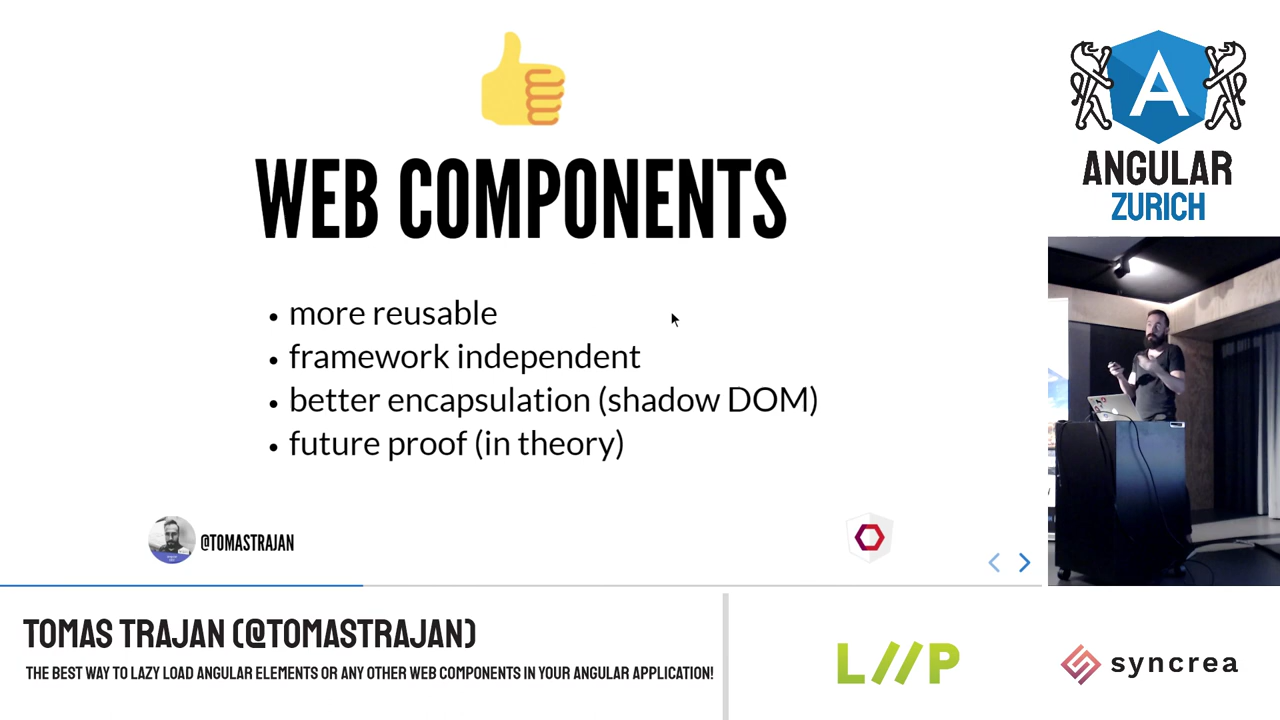 WEB COMPONENTS
• more reusable
• framework independent
• better encapsulation (shadow DOM)
• future proof (in theory)
@TOMASTRAJAN
A
ANGULAR
ZURICH
TOMAS TRAJAN (@TOMASTRAJAN)
THE BEST WAY TO LAZY LOAD ANGULAR ELEMENTS OR ANY OTHER WEB COMPONENTS IN YOUR ANGULAR APPLICATION!
LIIP
syncrea